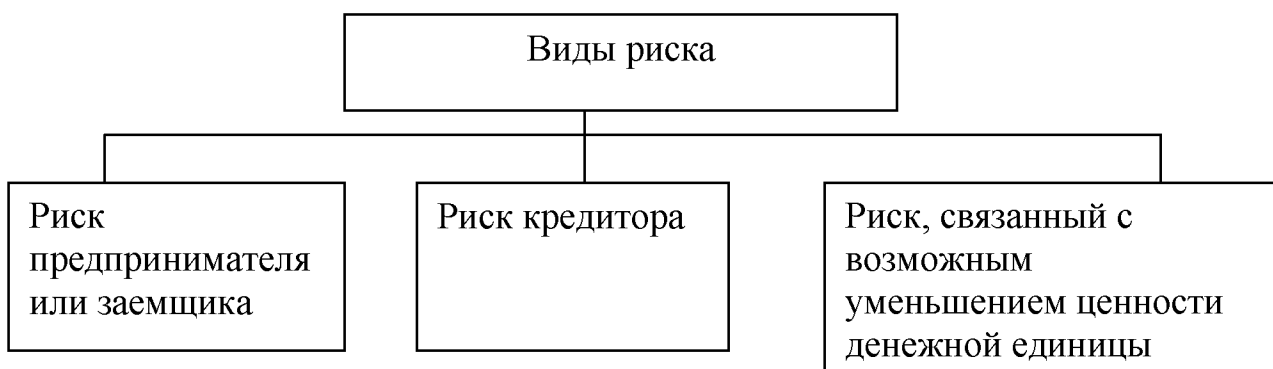 Виды риска
Риск
предпринимателя
или заемщика
Риск кредитора
Риск, связанный с
возможным
уменьшением ценности
денежной единицы